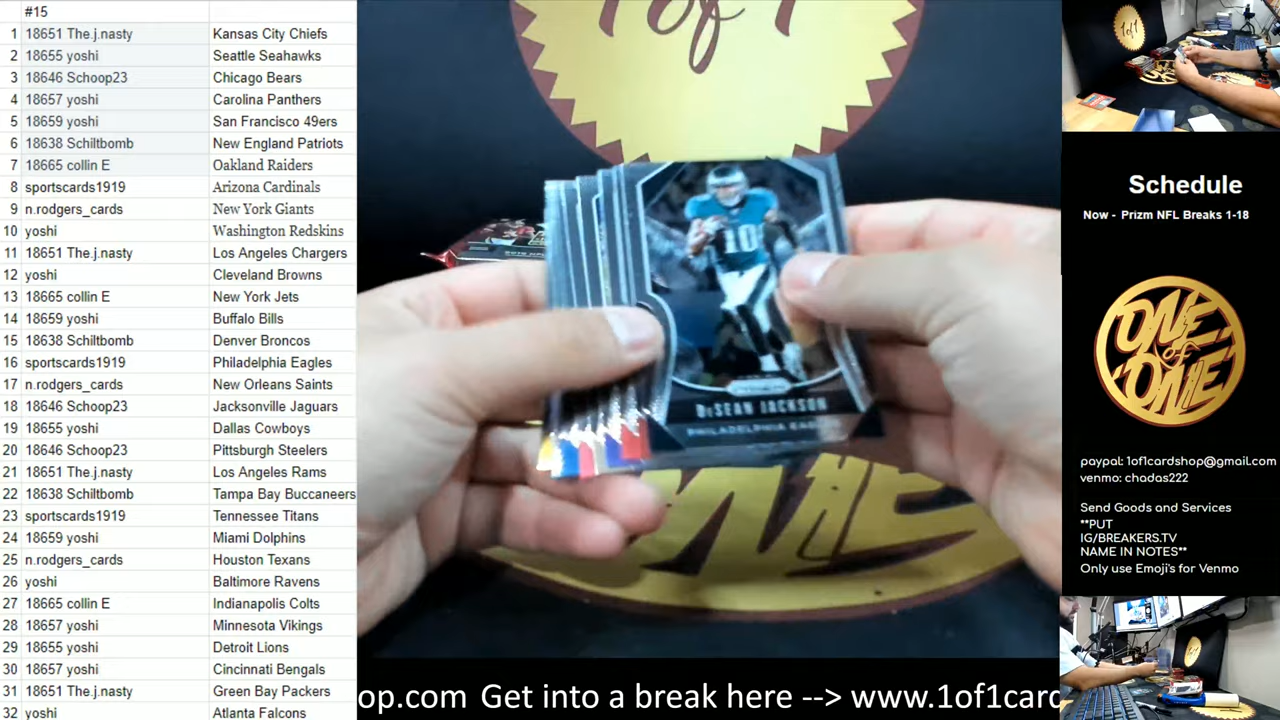 #15
1 18651 The.j.nasty Kansas City Chiefs
2 18655 yoshi Seattle Seahawks
3 18646 Schoop23 Chicago Bears
4 18657 yoshi Carolina Panthers
5 18659 yoshi San Francisco 49ers
6 18638 Schiltbomb New England Patriots
7 18665 collin E Oakland Raiders
8 sportscards1919 Arizona Cardinals
9 n.rodgers_cards New York Giants
10 yoshi Washington Redskins
11 18651 The.j.nasty Los Angeles Chargers
12 yoshi Cleveland Browns
13 18665 collin E New York Jets
14 18659 yoshi Buffalo Bills
15 18638 Schiltbomb Denver Broncos
16 sportscards1919 Philadelphia Eagles
17 n.rodgers_cards New Orleans Saints
18 18646 Schoop23 Jacksonville Jaguars
19 18655 yoshi Dallas Cowboys
20 18646 Schoop23 Pittsburgh Steelers
21 18651 The.j.nasty Los Angeles Rams
22 18638 Schiltbomb Tampa Bay Buccaneers
23 sportscards1919 Tennessee Titans
24 18659 yoshi Miami Dolphins
25 n.rodgers_cards Houston Texans
26 yoshi Baltimore Ravens
27 18665 collin E Indianapolis Colts
28 18657 yoshi Minnesota Vikings
29 18655 yoshi Detroit Lions
30 18657 yoshi Cincinnati Bengals
31 18651 The.j.nasty Green Bay Packers
32 yoshi Atlanta Falcons
1of1
10
DeSEAN JACKSON
PHILADELPHIA
op.com Get into a break here --> www.1of1car
Schedule
Now - Prizm NFL Breaks 1-18
ONE of ONE
paypal: 1of1cardshop@gmail.com
venmo: chadas222
Send Goods and Services
**PUT
IG/BREAKERS.TV
NAME IN NOTES**
Only use Emoji's for Venmo